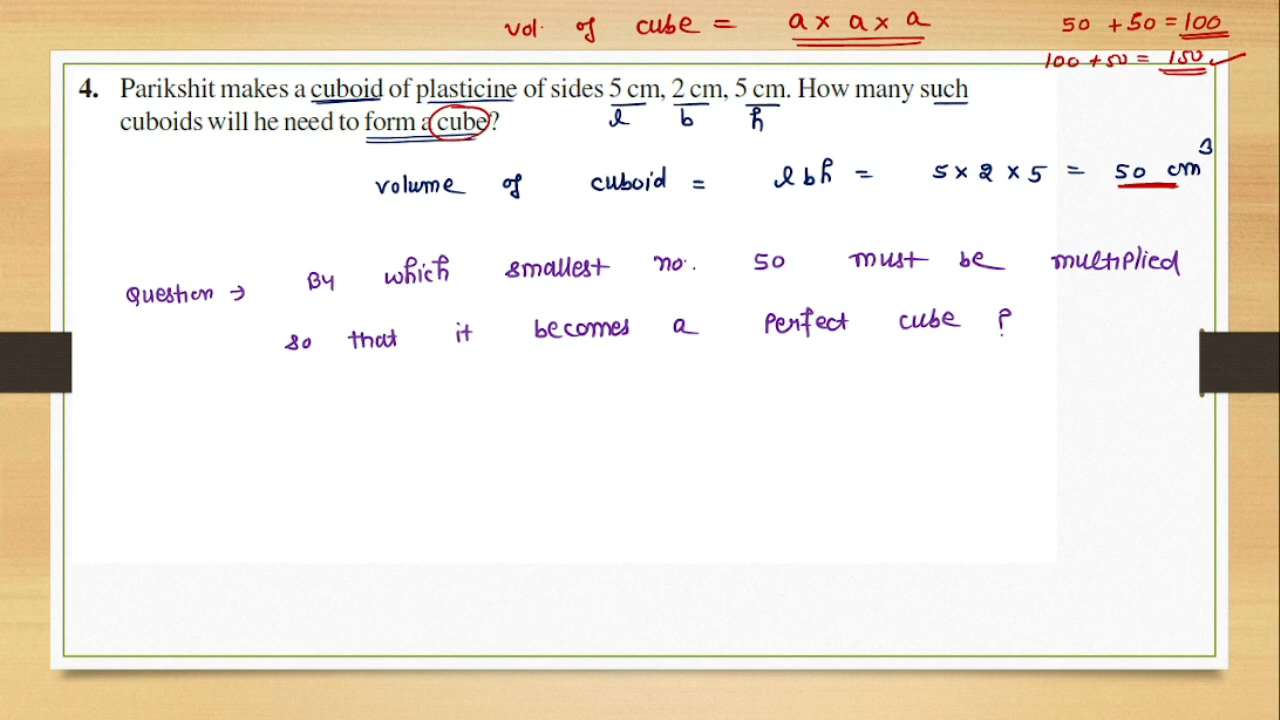 vol. of cube = a × a × a
50 + 50 = 100
100 + 50 = 150 ✓
4. Parikshit makes a cuboid of plasticine of sides 5 cm, 2 cm, 5 cm. How many such
cuboids will he need to form a cube?
l b h
volume of cuboid = l b h = 5 × 2 × 5 = 50 cm³
Question → By which smallest no. 50 must be multiplied
so that it becomes a perfect cube ?